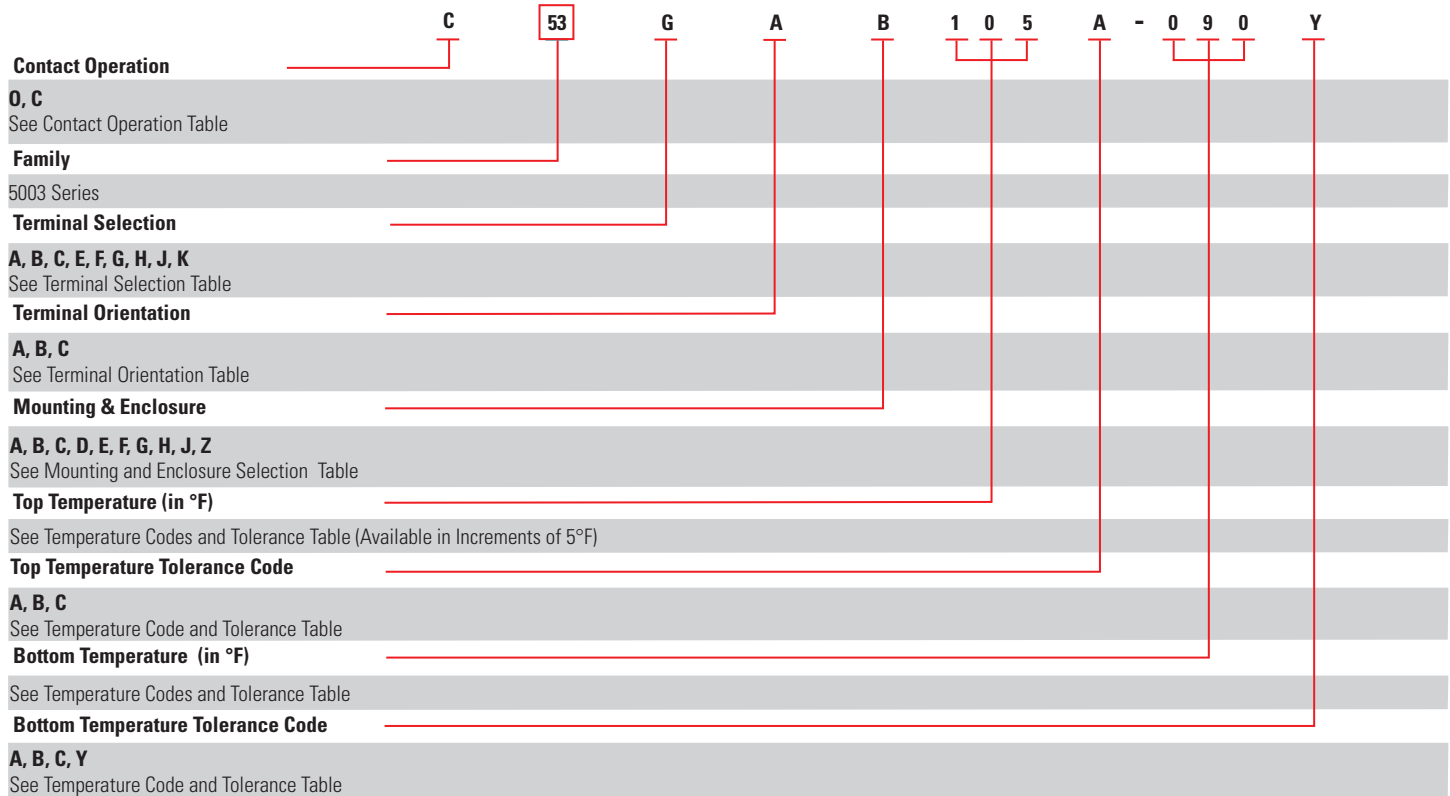 C 53 G A B 1 0 5 A - 0 9 0 Y
Contact Operation
O, C
See Contact Operation Table
Family
5003 Series
Terminal Selection
A, B, C, E, F, G, H, J, K
See Terminal Selection Table
Terminal Orientation
A, B, C
See Terminal Orientation Table
Mounting & Enclosure
A, B, C, D, E, F, G, H, J, Z
See Mounting and Enclosure Selection Table
Top Temperature (in °F)
See Temperature Codes and Tolerance Table (Available in Increments of 5°F)
Top Temperature Tolerance Code
A, B, C
See Temperature Code and Tolerance Table
Bottom Temperature (in °F)
See Temperature Codes and Tolerance Table
Bottom Temperature Tolerance Code
A, B, C, Y
See Temperature Code and Tolerance Table